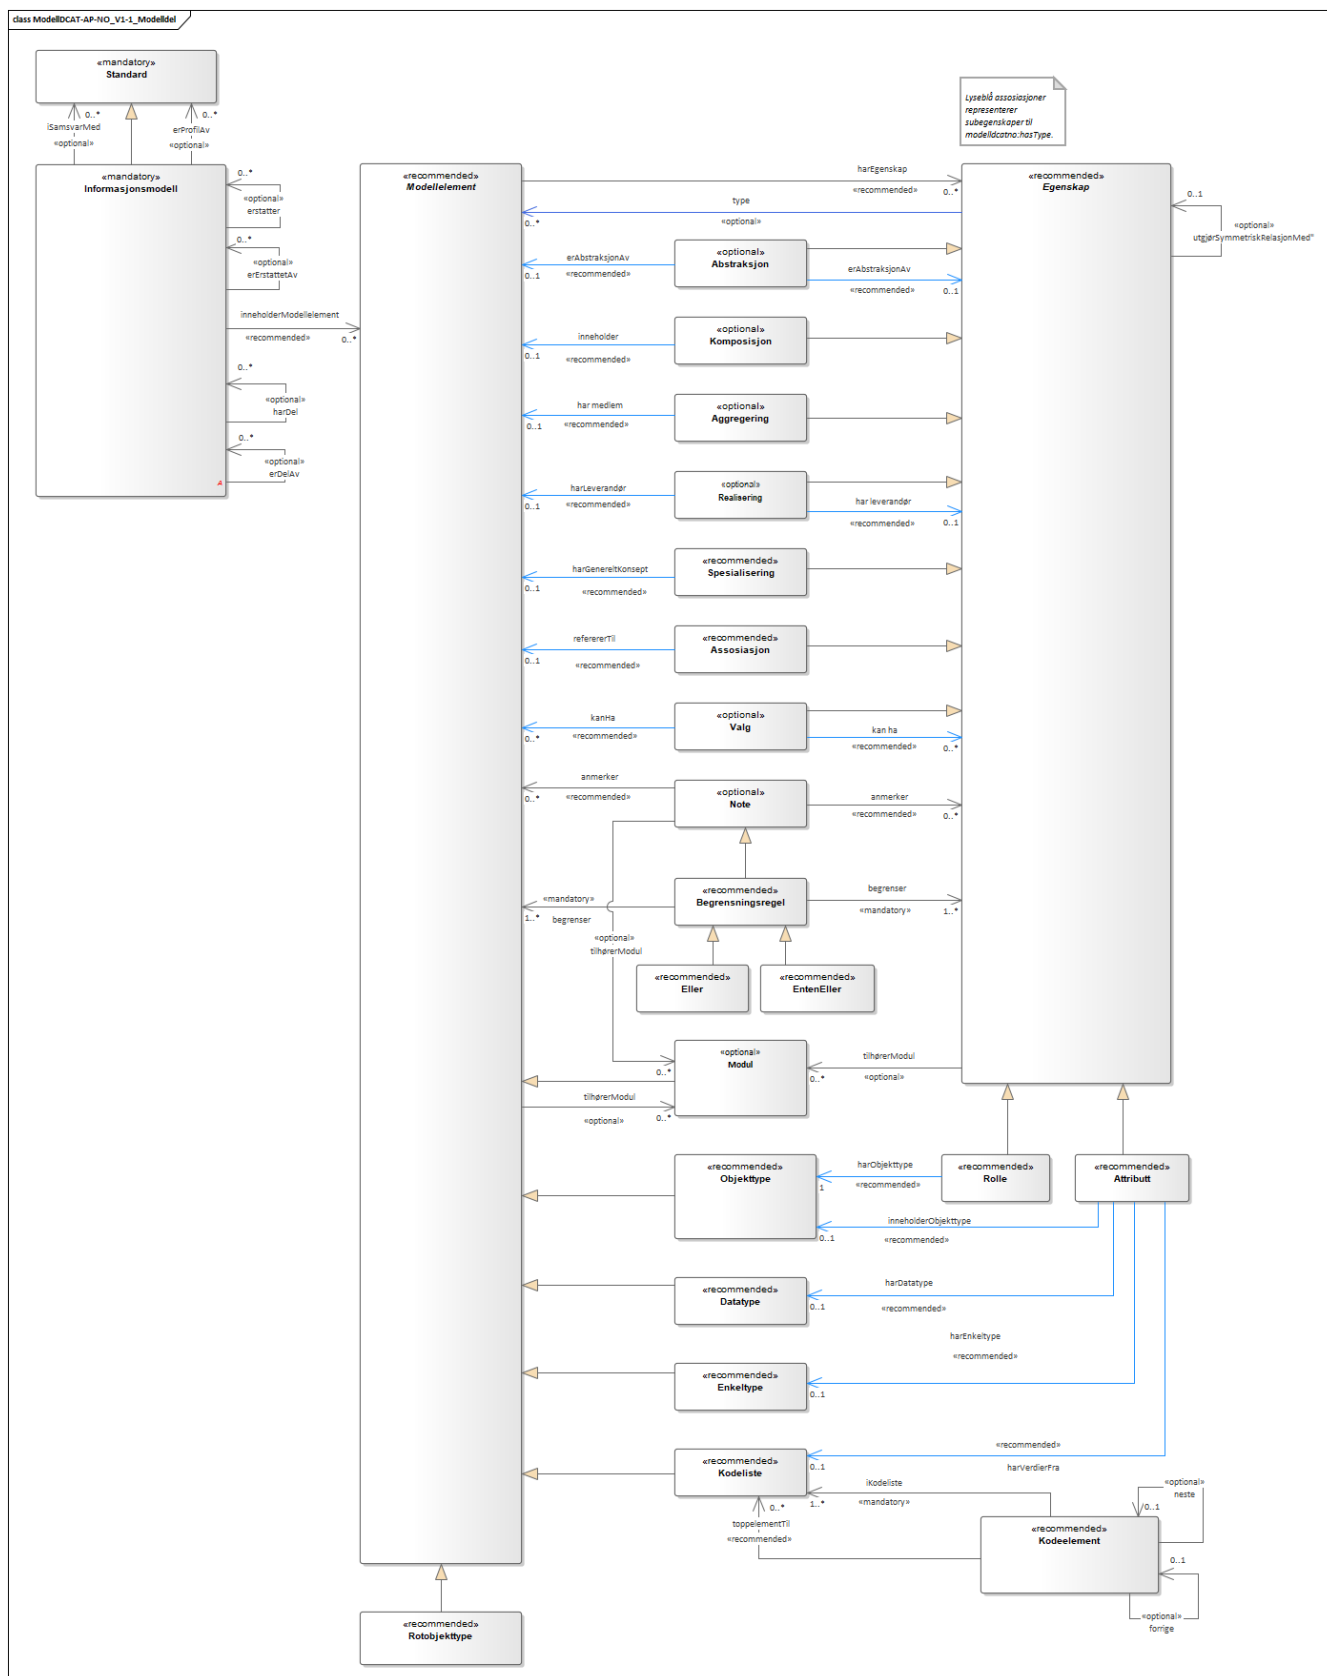 class ModellDCAT-AP-NO_V1-1_Modelldel
«mandatory»
Standard
0..*
0..*
iSamsvarMed
erProfilAv
«optional»
«optional»
«mandatory»
Informasjonsmodell
0..*
«optional»
erstatter
0..*
«optional»
erErstattetAv
inneholderModellelement
«recommended»
0..*
0..*
«optional»
harDel
0..*
«optional»
erDelAv
A
Lyseblå assosiasjoner
representerer
subegenskaper til
modelldcatno:hasType.
«recommended»
Modellelement
harEgenskap
«recommended»
0..*
«recommended»
Egenskap
0..1
«optional»
utgjørSymmetriskRelasjonMed"
type
0..*
«optional»
«optional»
Abstraksjon
erAbstraksjonAv
0..1
«recommended»
erAbstraksjonAv
«recommended»
0..1
«optional»
Komposisjon
inneholder
0..1
«recommended»
«optional»
Aggregering
har medlem
0..1
«recommended»
«optional»
Realisering
harLeverandør
0..1
«recommended»
har leverandør
«recommended»
0..1
«recommended»
Spesialisering
harGenereltKonsept
0..1
«recommended»
«recommended»
Assosiasjon
refererTil
0..1
«recommended»
«optional»
Valg
kanHa
0..*
«recommended»
kan ha
«recommended»
0..*
«optional»
Note
anmerker
0..*
«recommended»
anmerker
«recommended»
0..*
«recommended»
Begrensningsregel
«mandatory»
1..*
begrenser
begrenser
«mandatory»
1..*
«optional»
tilhørerModul
«recommended»
Eller
«recommended»
EntenEller
«optional»
Modul
0..*
tilhørerModul
0..*
«optional»
tilhørerModul
0..*
«optional»
«recommended»
Objekttype
harObjekttype
1
«recommended»
«recommended»
Rolle
«recommended»
Attributt
inneholderObjekttype
0..1
«recommended»
«recommended»
Datatype
harDatatype
0..1
«recommended»
harEnkeltype
«recommended»
«recommended»
Enkeltype
0..1
«recommended»
Kodeliste
«recommended»
0..1
harVerdierFra
iKodeliste
1..*
«mandatory»
0..*
toppelementTil
«recommended»
«optional»
neste
0..1
«recommended»
Kodeelement
0..1
«optional»
forrige
«recommended»
Rotobjekttype